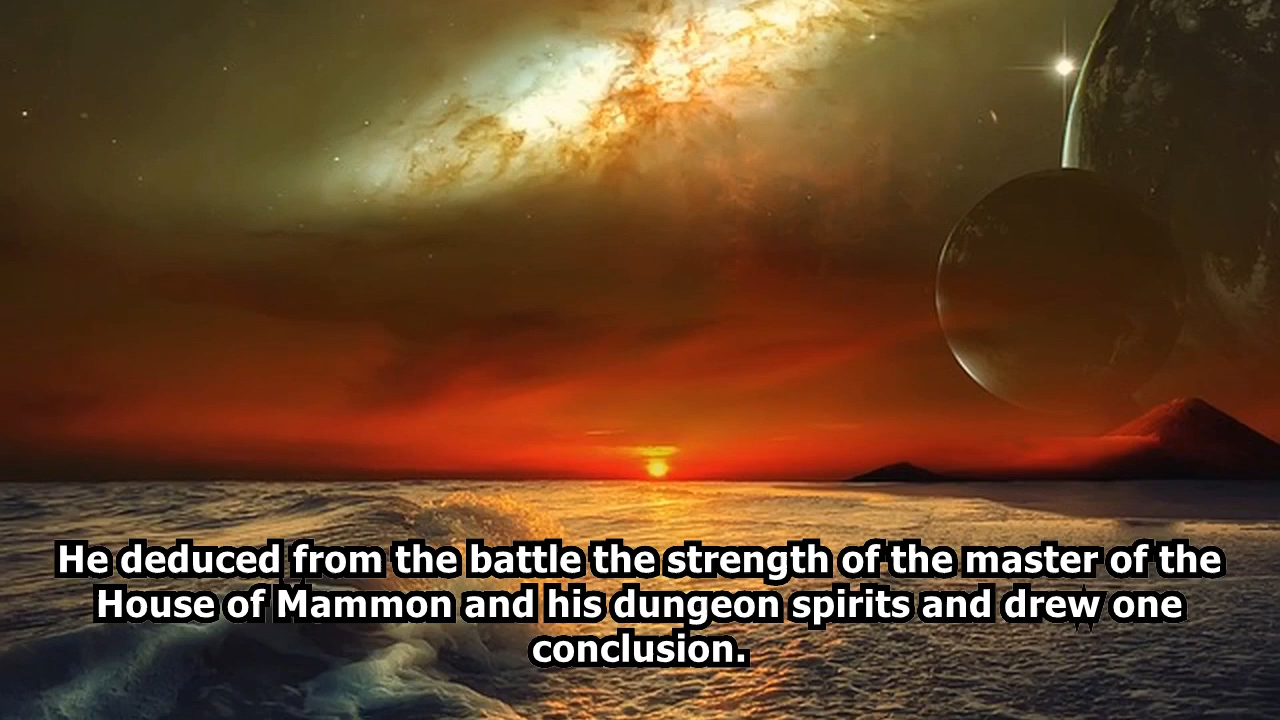 He deduced from the battle the strength of the master of the
House of Mammon and his dungeon spirits and drew one
conclusion.